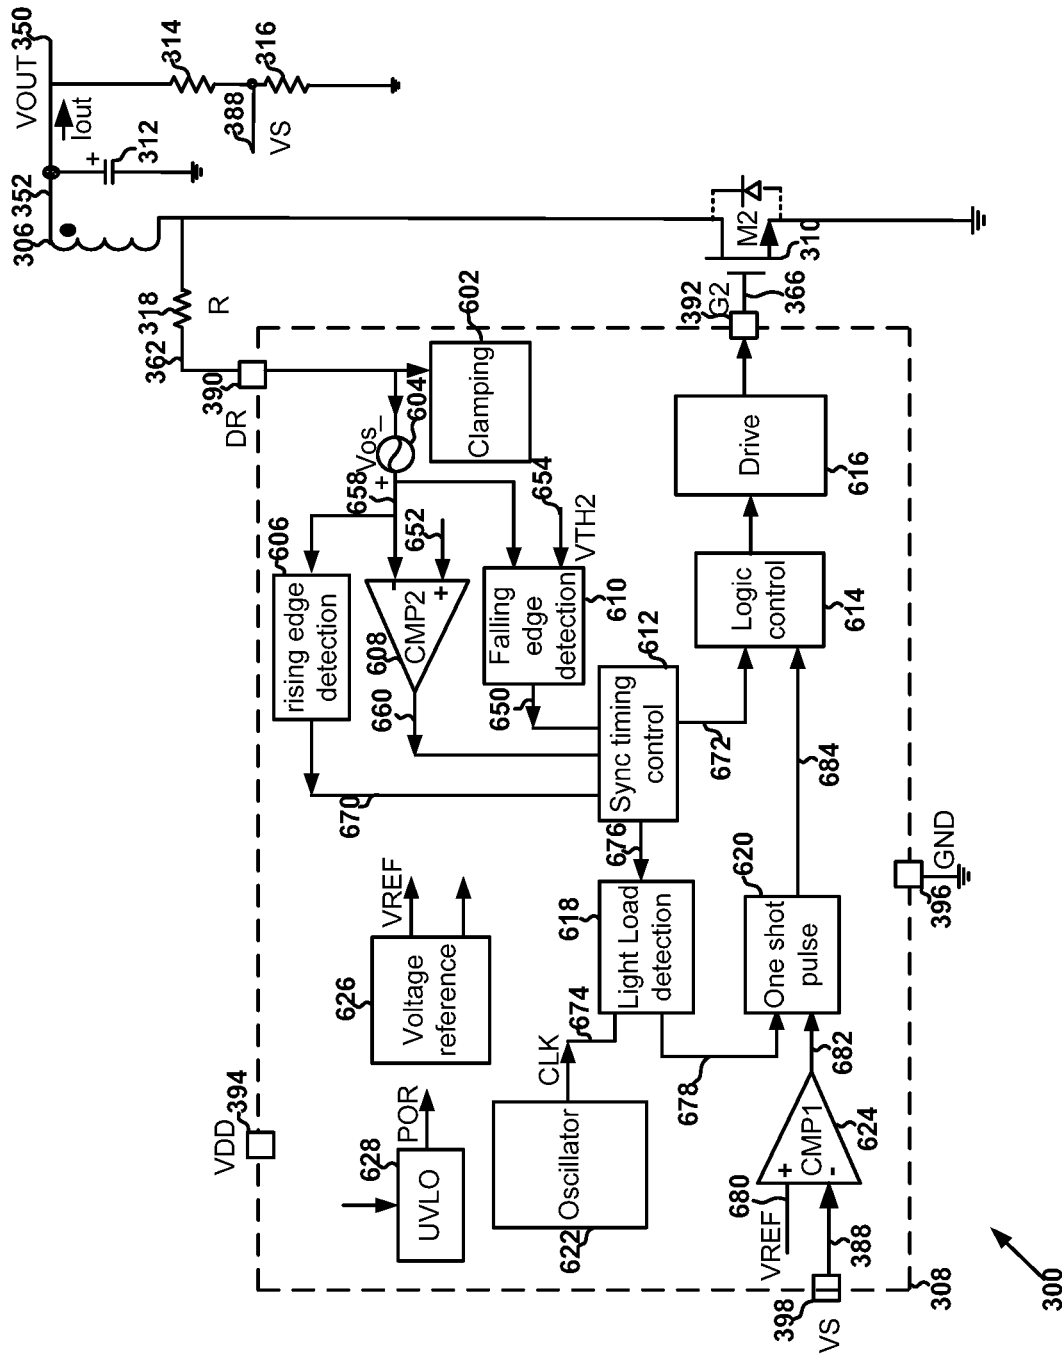 300
308
VDD
394
UVLO
628
POR
Voltage
reference
626
VREF
rising edge
detection
606
DR
390
362
318
R
306
352
VOUT
350
Iout
+
312
314
316
388
VS
Clamping
602
604
Vos_
+
658
652
-
+
CMP2
608
660
670
654
VTH2
Falling
edge
detection
610
650
Sync timing
control
612
672
676
Oscillator
622
CLK
674
Light Load
detection
618
678
One shot
pulse
620
684
682
VREF
680
+
-
CMP1
624
VS
398
388
Logic
control
614
Drive
616
G2
392
366
M2
310
GND
396